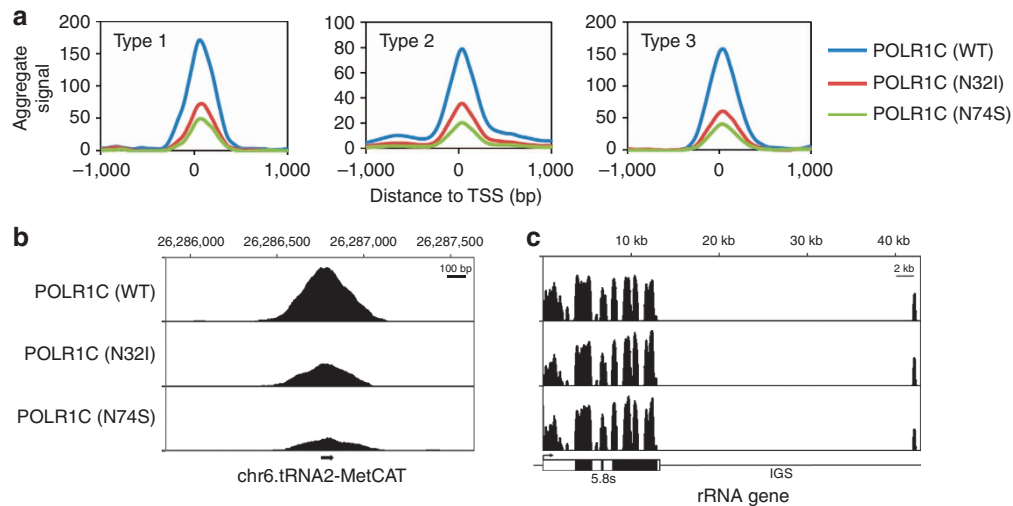 a
Aggregate
signal
200
150
100
50
0
Type 1
–1,000
0
1,000
100
80
60
40
20
0
Type 2
–1,000
0
1,000
200
150
100
50
0
Type 3
–1,000
0
1,000
Distance to TSS (bp)
POLR1C (WT)
POLR1C (N32I)
POLR1C (N74S)
b
26,286,000 26,286,500 26,287,000 26,287,500
100 bp
POLR1C (WT)
POLR1C (N32I)
POLR1C (N74S)
chr6.tRNA2-MetCAT
c
10 kb 20 kb 30 kb 40 kb
2 kb
5.8s
IGS
rRNA gene